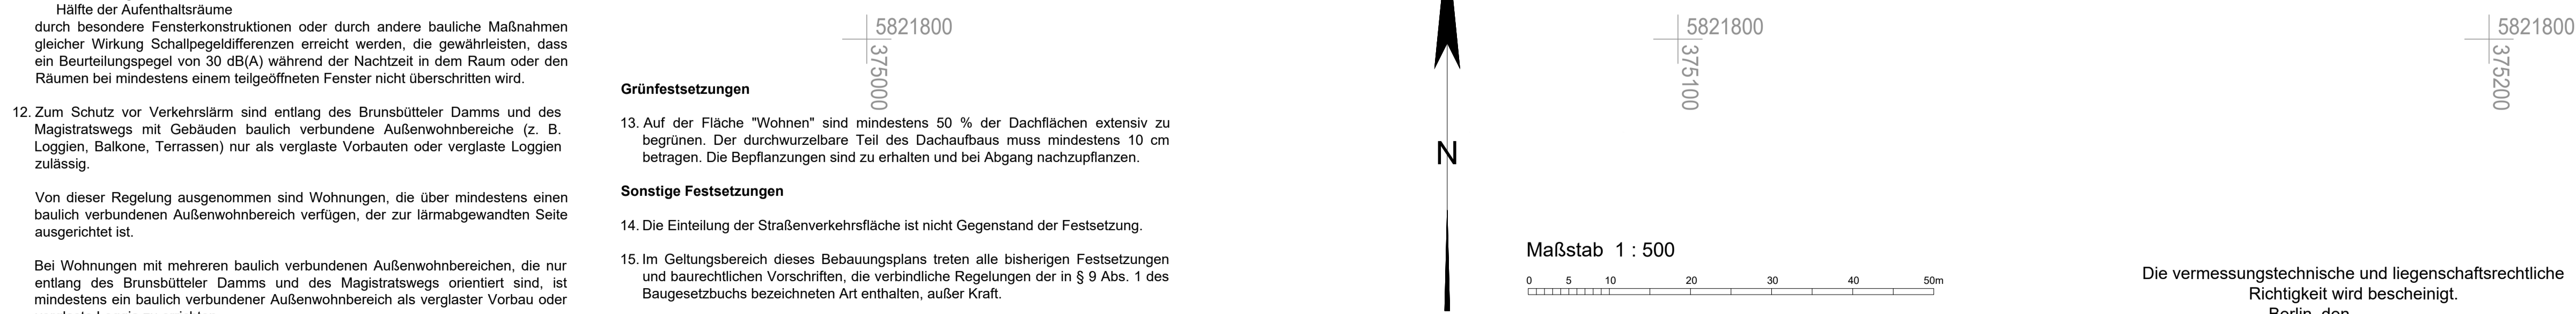 Hälfte der Aufenthaltsräume
durch besondere Fensterkonstruktionen oder durch andere bauliche Maßnahmen
gleicher Wirkung Schallpegeldifferenzen erreicht werden, die gewährleisten, dass
ein Beurteilungspegel von 30 dB(A) während der Nachtzeit in dem Raum oder den
Räumen bei mindestens einem teilgeöffneten Fenster nicht überschritten wird.
12. Zum Schutz vor Verkehrslärm sind entlang des Brunsbütteler Damms und des
Magistratswegs mit Gebäuden baulich verbundene Außenwohnbereiche (z. B.
Loggien, Balkone, Terrassen) nur als verglaste Vorbauten oder verglaste Loggien
zulässig.
Von dieser Regelung ausgenommen sind Wohnungen, die über mindestens einen
baulich verbundenen Außenwohnbereich verfügen, der zur lärmabgewandten Seite
ausgerichtet ist.
Bei Wohnungen mit mehreren baulich verbundenen Außenwohnbereichen, die nur
entlang des Brunsbütteler Damms und des Magistratswegs orientiert sind, ist
mindestens ein baulich verbundener Außenwohnbereich als verglaster Vorbau oder
5821800
375000
Grünfestsetzungen
13. Auf der Fläche "Wohnen" sind mindestens 50 % der Dachflächen extensiv zu
begrünen. Der durchwurzelbare Teil des Dachaufbaus muss mindestens 10 cm
betragen. Die Bepflanzungen sind zu erhalten und bei Abgang nachzupflanzen.
Sonstige Festsetzungen
14. Die Einteilung der Straßenverkehrsfläche ist nicht Gegenstand der Festsetzung.
15. Im Geltungsbereich dieses Bebauungsplans treten alle bisherigen Festsetzungen
und baurechtlichen Vorschriften, die verbindliche Regelungen der in § 9 Abs. 1 des
Baugesetzbuchs bezeichneten Art enthalten, außer Kraft.
N
5821800
375100
Maßstab 1 : 500
0 5 10 20 30 40 50m
5821800
375200
Die vermessungstechnische und liegenschaftsrechtliche
Richtigkeit wird bescheinigt.
Berlin, den